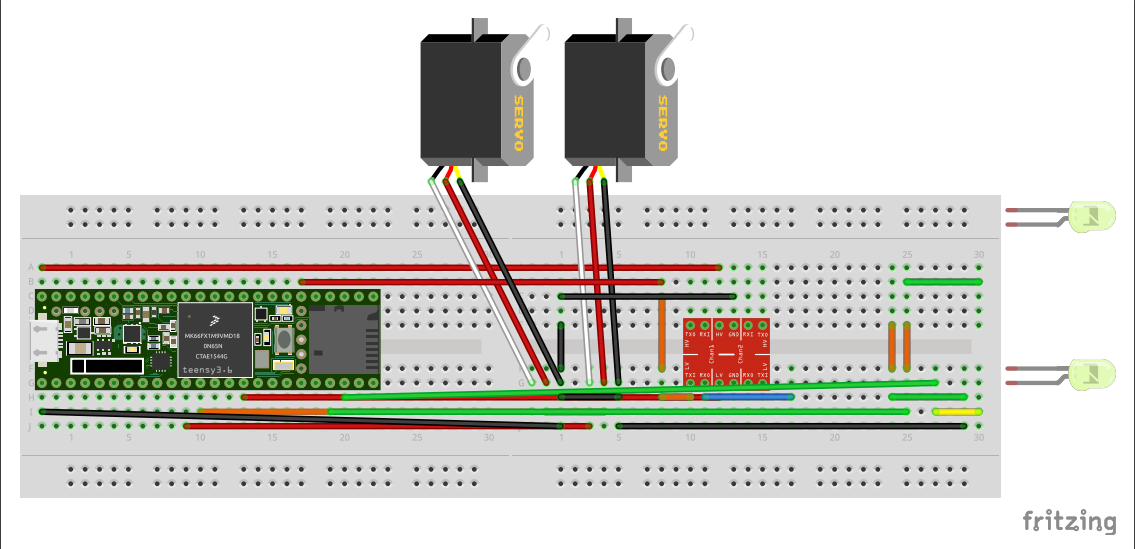 SERVO
SERVO
1 5 10 15 20 25 1 5 10 15 20 25 30
A
B
C
D
MK66FX1M9VMD18
0N65N
CTAE1544G
teensy3.6
TXO RXI HV GND RXI TXO
HV HV
Chan1 Chan2
LV LV
TXI RXO LV GND RXO TXI
F
G G
H
I
J
1 5 10 15 20 25 30 1 5 10 15 20 25 30
fritzing